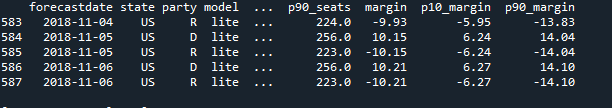 forecastdate state party model ... p90_seats margin p10_margin p90_margin
583 2018-11-04 US R lite ... 224.0 -9.93 -5.95 -13.83
584 2018-11-05 US D lite ... 256.0 10.15 6.24 14.04
585 2018-11-05 US R lite ... 223.0 -10.15 -6.24 -14.04
586 2018-11-06 US D lite ... 256.0 10.21 6.27 14.10
587 2018-11-06 US R lite ... 223.0 -10.21 -6.27 -14.10